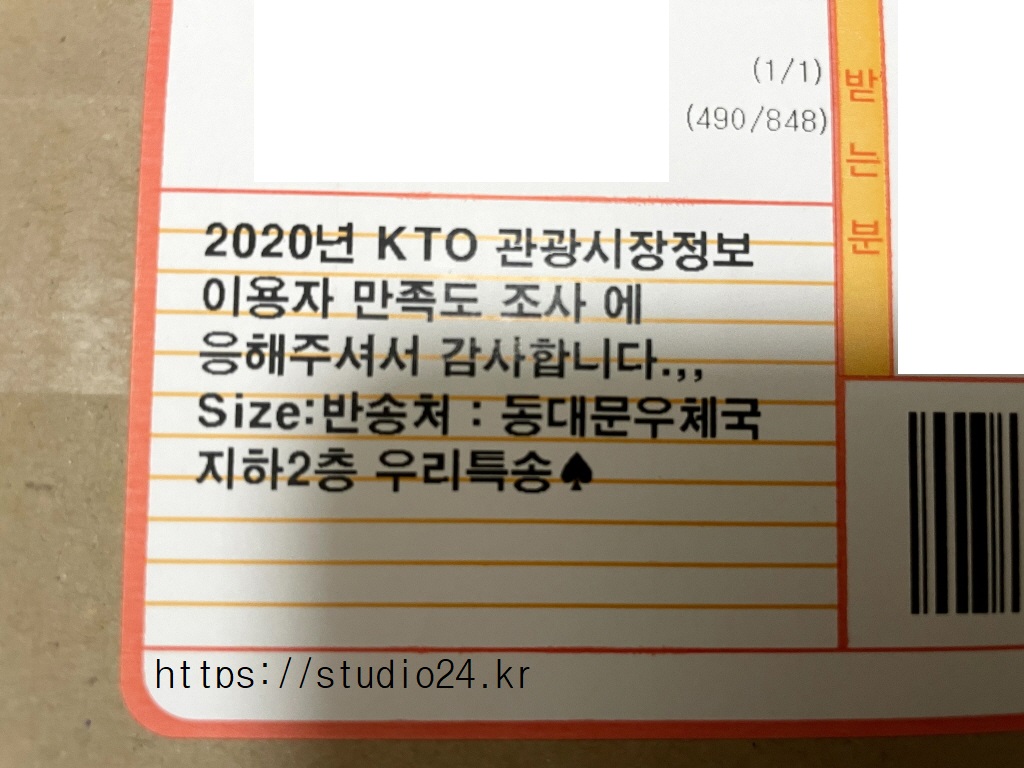 (1/1)
(490/848)
받는분
2020년 KTO 관광시장정보
이용자 만족도 조사 에
응해주셔서 감사합니다.,,
Size:반송처 : 동대문우체국
지하2층 우리특송♠
https://studio24.kr